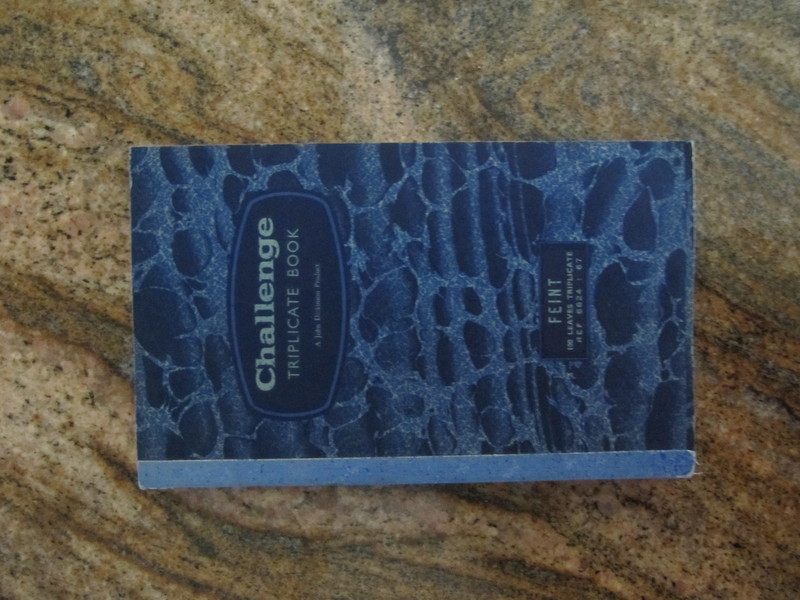 Challenge
TRIPLICATE BOOK
A John Dickinson Product
FEINT
100 LEAVES TRIPLICATE
REF 6624 · 67